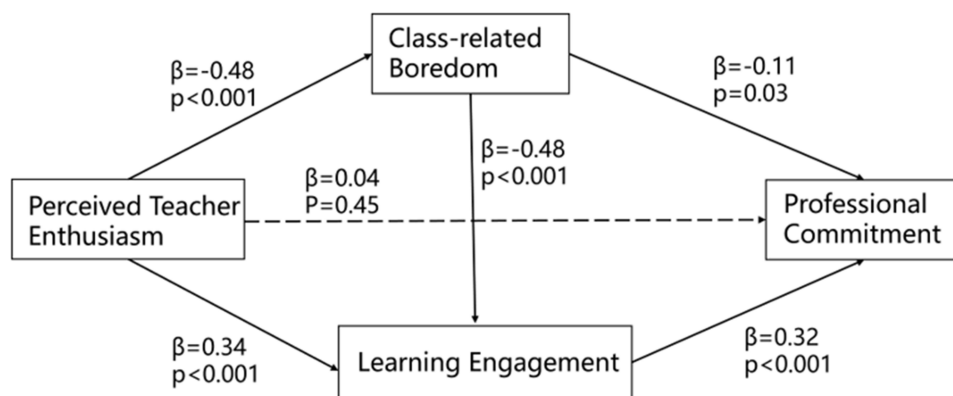 Class-related
Boredom
β=-0.48
p<0.001
β=-0.11
p=0.03
β=-0.48
p<0.001
β=0.04
P=0.45
Perceived Teacher
Enthusiasm
Professional
Commitment
β=0.34
p<0.001
Learning Engagement
β=0.32
p<0.001